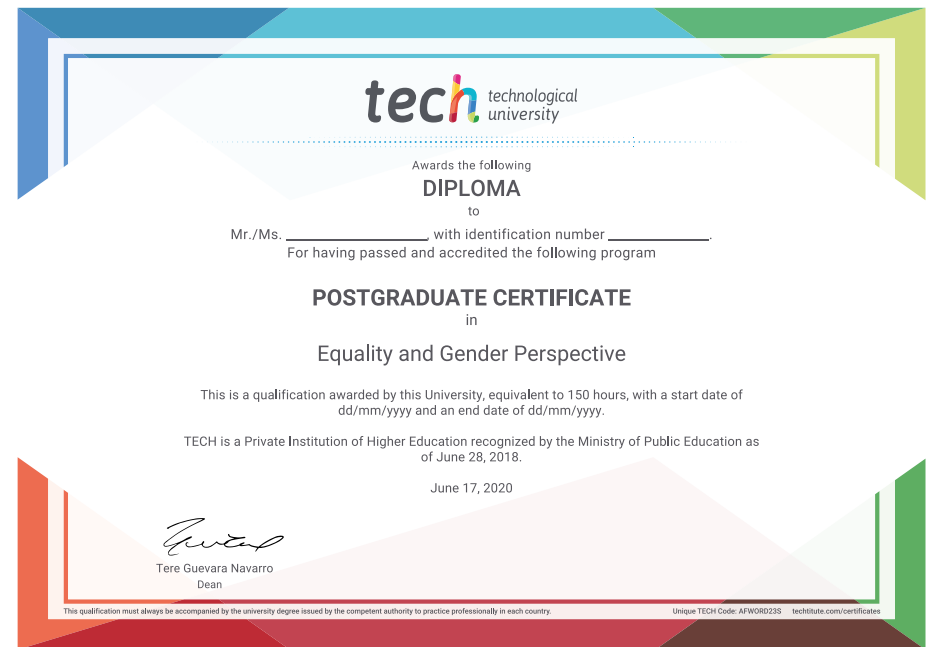 tech technological
university
Awards the following
DIPLOMA
to
Mr./Ms. ____________________, with identification number ______________.
For having passed and accredited the following program
POSTGRADUATE CERTIFICATE
in
Equality and Gender Perspective
This is a qualification awarded by this University, equivalent to 150 hours, with a start date of
dd/mm/yyyy and an end date of dd/mm/yyyy.
TECH is a Private Institution of Higher Education recognized by the Ministry of Public Education as
of June 28, 2018.
June 17, 2020
Tere Guevara Navarro
Dean
This qualification must always be accompanied by the university degree issued by the competent authority to practice professionally in each country.
Unique TECH Code: AFWORD23S techtitute.com/certificates